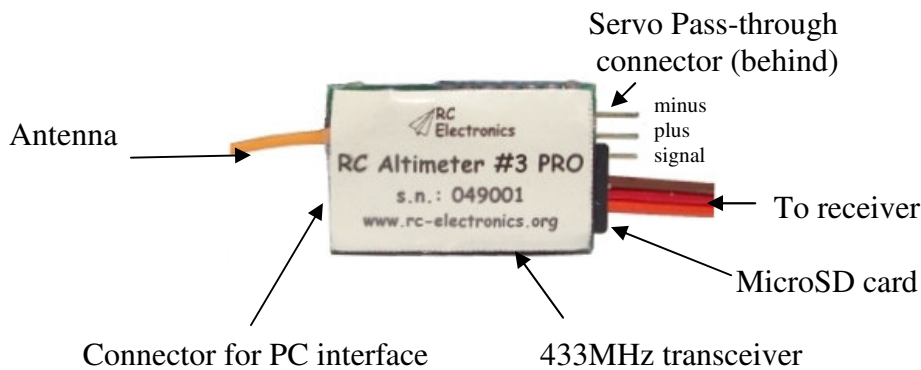 Servo Pass-through
connector (behind)
minus
plus
signal
Antenna
RC
Electronics
RC Altimeter #3 PRO
s.n.: 049001
www.rc-electronics.org
To receiver
MicroSD card
Connector for PC interface
433MHz transceiver